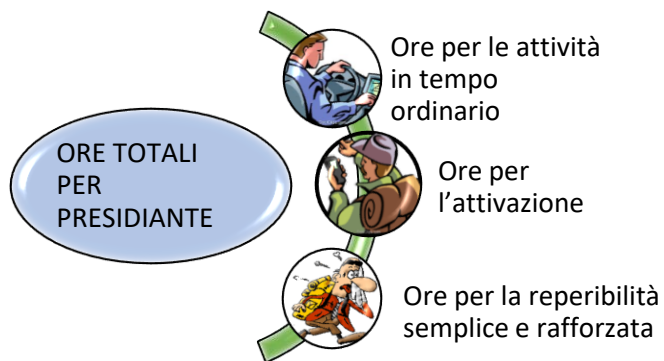 ORE TOTALI
PER
PRESIDIANTE
Ore per le attività
in tempo
ordinario
Ore per
l’attivazione
Ore per la reperibilità
semplice e rafforzata